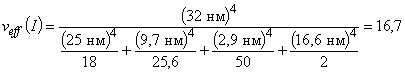 ν_eff(I) = (32 нм)^4 / ((25 нм)^4/18 + (9,7 нм)^4/25,6 + (2,9 нм)^4/50 + (16,6 нм)^4/2) = 16,7